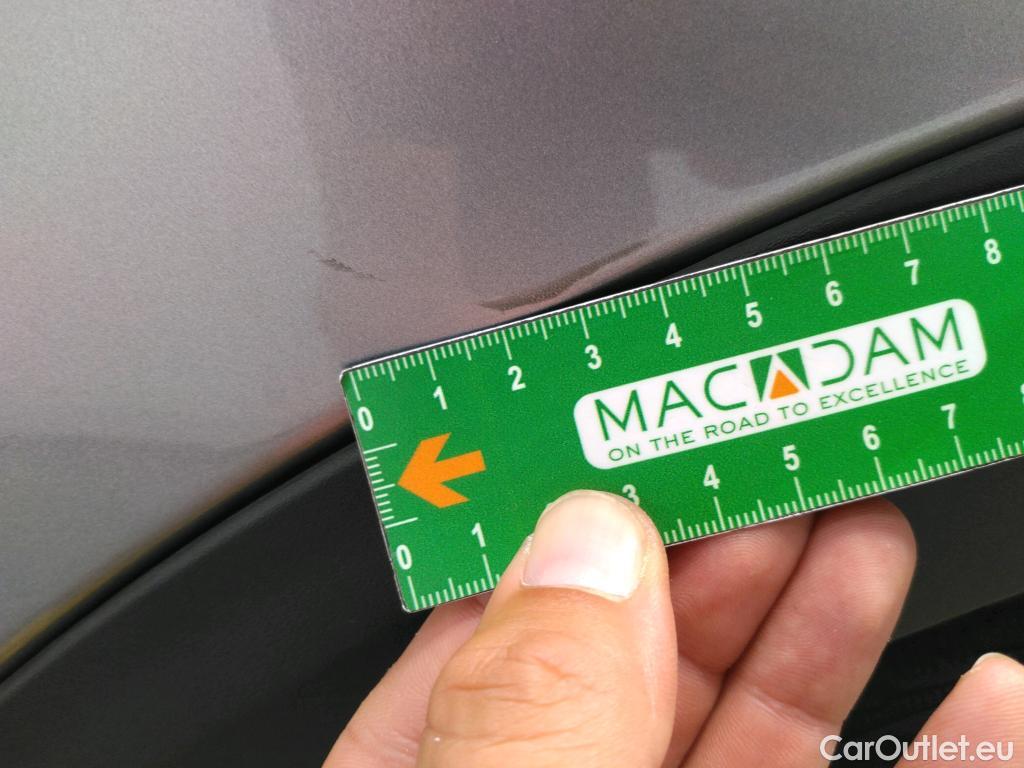 0 1 2 3 4 5 6 7 8
MACADAM
ON THE ROAD TO EXCELLENCE
0 1 3 4 5 6 7
CarOutlet.eu